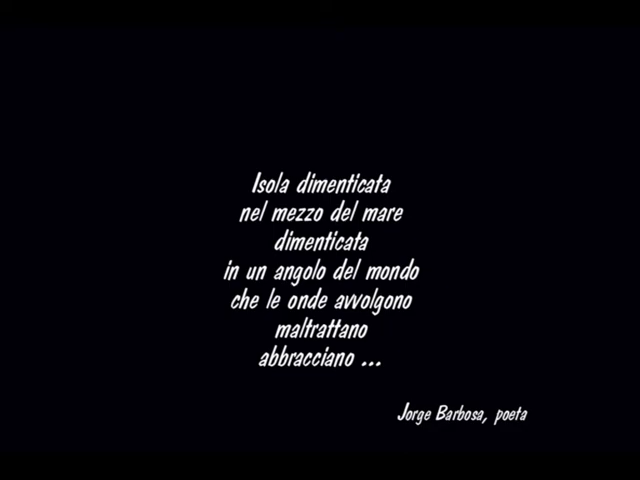 Isola dimenticata
nel mezzo del mare
dimenticata
in un angolo del mondo
che le onde avvolgono
maltrattano
abbracciano ...
Jorge Barbosa, poeta